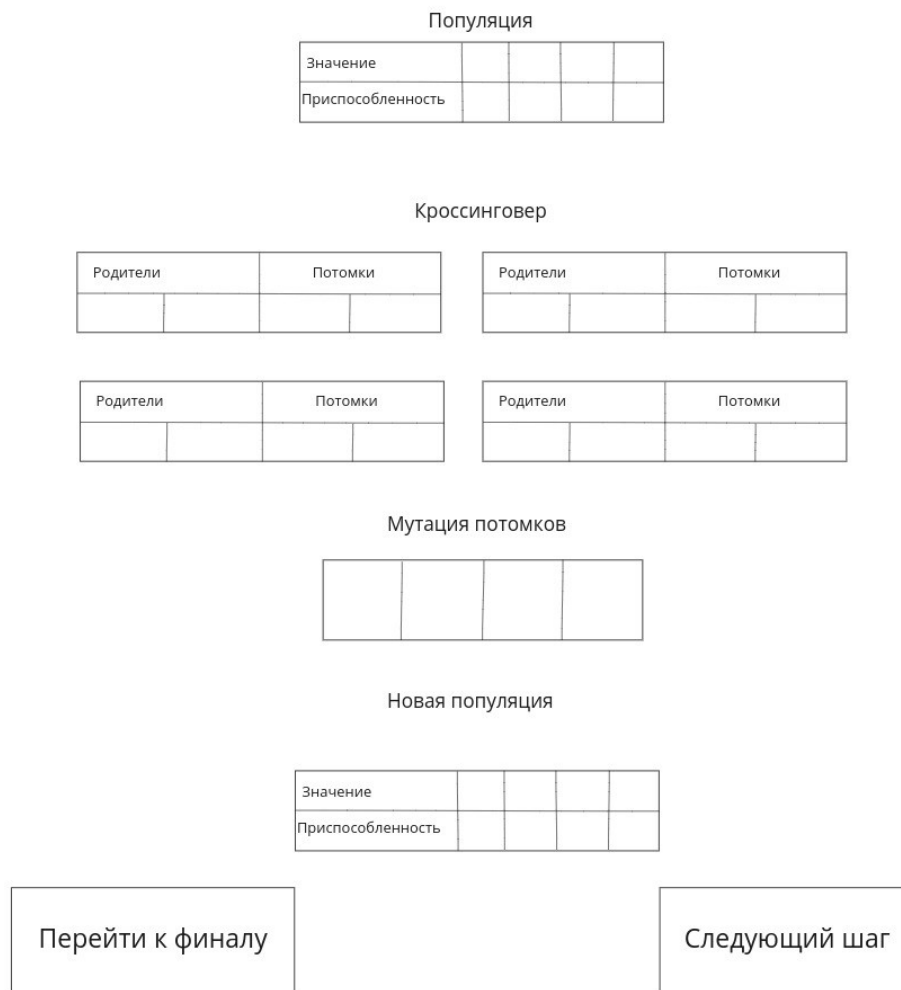 Популяция
Значение
Приспособленность
Кроссинговер
Родители Потомки Родители Потомки
Родители Потомки Родители Потомки
Мутация потомков
Новая популяция
Значение
Приспособленность
Перейти к финалу Следующий шаг